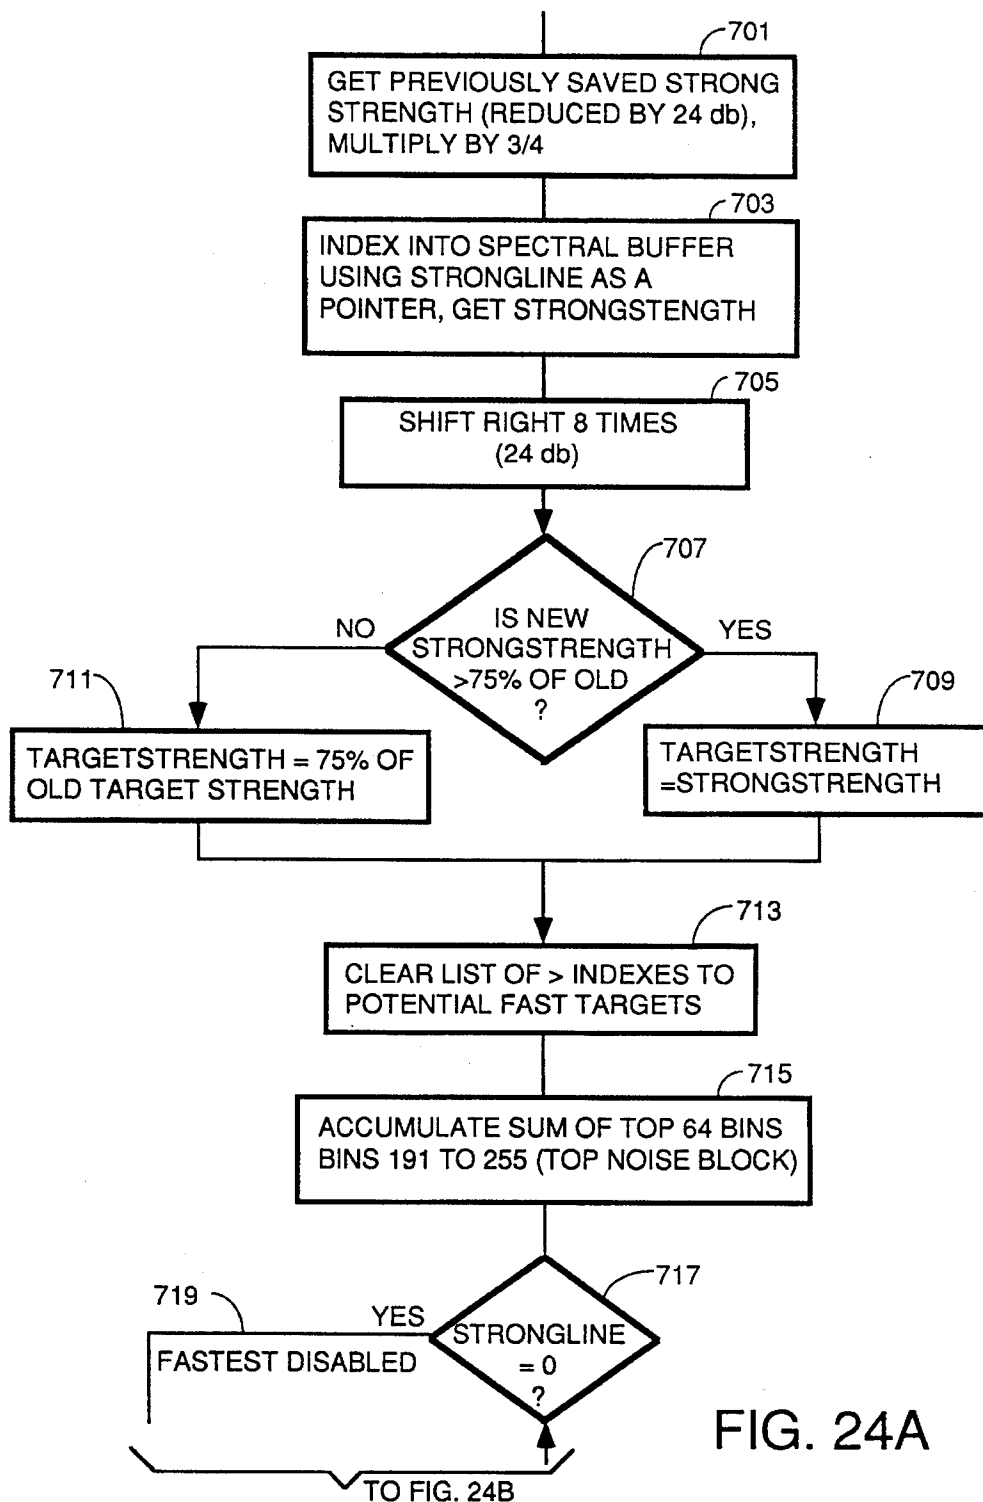 701
GET PREVIOUSLY SAVED STRONG
STRENGTH (REDUCED BY 24 db),
MULTIPLY BY 3/4
703
INDEX INTO SPECTRAL BUFFER
USING STRONGLINE AS A
POINTER, GET STRONGSTENGTH
705
SHIFT RIGHT 8 TIMES
(24 db)
707
IS NEW
STRONGSTRENGTH
>75% OF OLD
?
NO
YES
711
TARGETSTRENGTH = 75% OF
OLD TARGET STRENGTH
709
TARGETSTRENGTH
=STRONGSTRENGTH
713
CLEAR LIST OF > INDEXES TO
POTENTIAL FAST TARGETS
715
ACCUMULATE SUM OF TOP 64 BINS
BINS 191 TO 255 (TOP NOISE BLOCK)
717
STRONGLINE
= 0
?
YES
719
FASTEST DISABLED
TO FIG. 24B
FIG. 24A